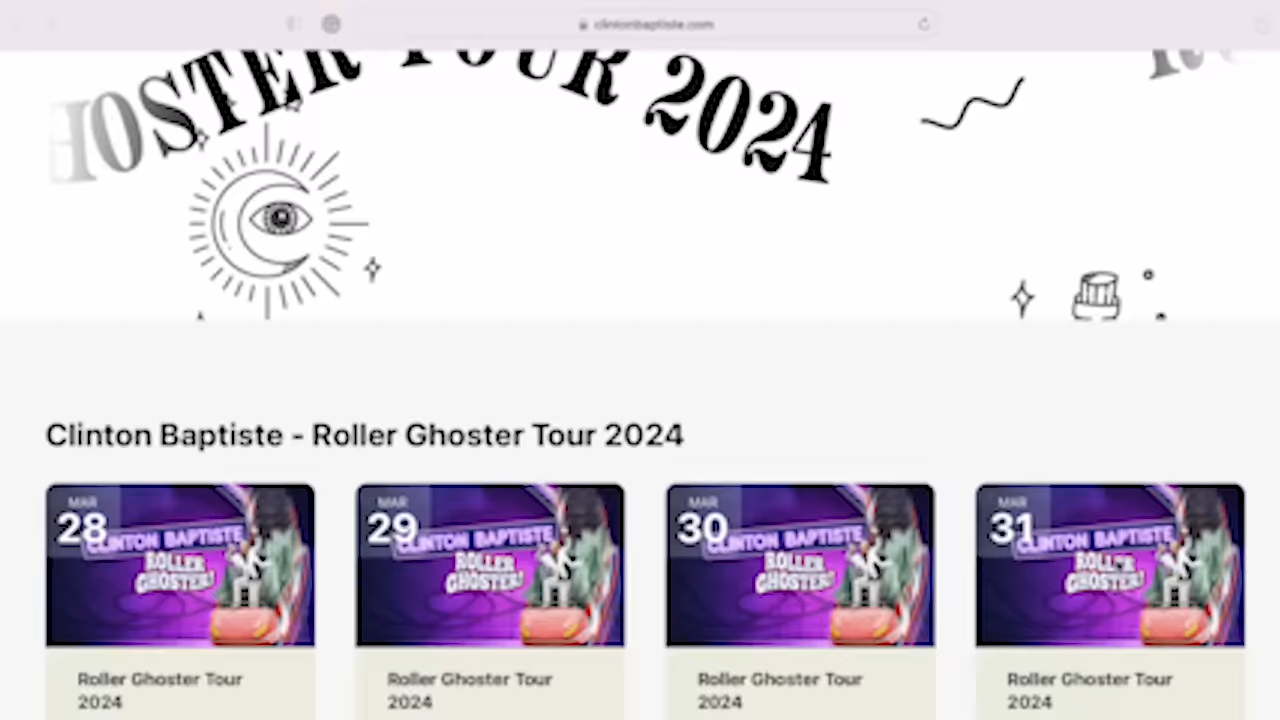 clintonbaptiste.com
HOSTER TOUR 2024
Clinton Baptiste - Roller Ghoster Tour 2024
MAR
28
CLINTON BAPTISTE
ROLLER
GHOSTER!
Roller Ghoster Tour
2024
MAR
29
CLINTON BAPTISTE
ROLLER
GHOSTER!
Roller Ghoster Tour
2024
MAR
30
CLINTON BAPTISTE
ROLLER
GHOSTER!
Roller Ghoster Tour
2024
MAR
31
CLINTON BAPTISTE
ROLLER
GHOSTER!
Roller Ghoster Tour
2024